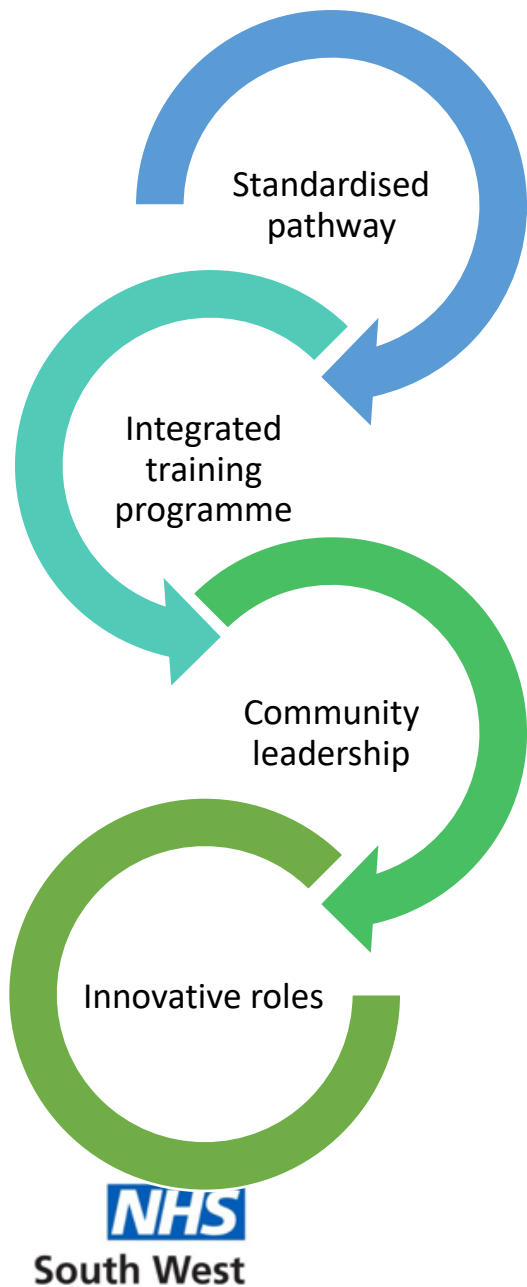 Standardised
pathway
Integrated
training
programme
Community
leadership
Innovative roles
NHS
South West